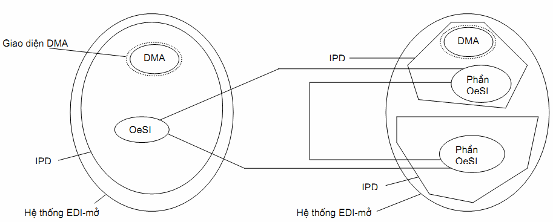 Giao diện DMA
DMA
OeSI
IPD
Hệ thống EDI-mở
IPD
DMA
Phần
OeSI
Phần
OeSI
IPD
Hệ thống EDI-mở